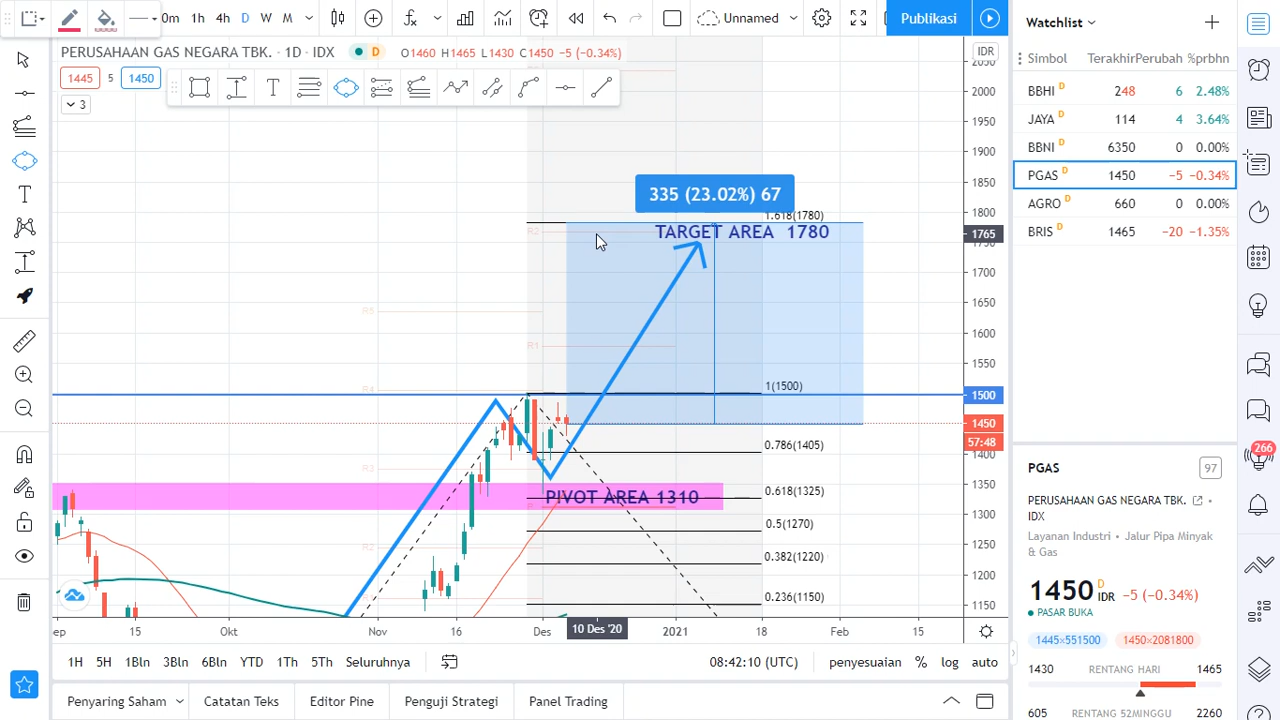 0m 1h 4h D W M Unnamed Publikasi
Watchlist
PERUSAHAAN GAS NEGARA TBK. • 1D • IDX D O1460 H1465 L1430 C1450 −5 (−0.34%)
IDR
1445 5 1450
3
Simbol Terakhir Perubah %prbhn
BBHI D 248 6 2.48%
JAYA D 114 4 3.64%
BBNI D 6350 0 0.00%
PGAS D 1450 −5 −0.34%
AGRO D 660 0 0.00%
BRIS D 1465 −20 −1.35%
2050
2000
1950
1900
1850
1800
1765
1750
1700
1650
1600
1550
1500
1450
57:48
1400
1350
1300
1250
1200
1150
335 (23.02%) 67
1.618(1780)
TARGET AREA 1780
R2
R5
R1
R4
1(1500)
0.786(1405)
R3
0.618(1325)
PIVOT AREA 1310
P
0.5(1270)
R2
0.382(1220)
R1
0.236(1150)
ep 15 Okt Nov 16 Des 10 Des '20 2021 18 Feb 15
1H 5H 1Bln 3Bln 6Bln YTD 1Th 5Th Seluruhnya 08:42:10 (UTC) penyesuaian % log auto
Penyaring Saham Catatan Teks Editor Pine Penguji Strategi Panel Trading
266
PGAS 97
PERUSAHAAN GAS NEGARA TBK. •
IDX
Layanan Industri • Jalur Pipa Minyak
& Gas
1450 D IDR −5 (−0.34%)
PASAR BUKA
1445×551500 1450×2081800
1430 RENTANG HARI 1465
605 RENTANG 52MINGGU 2260